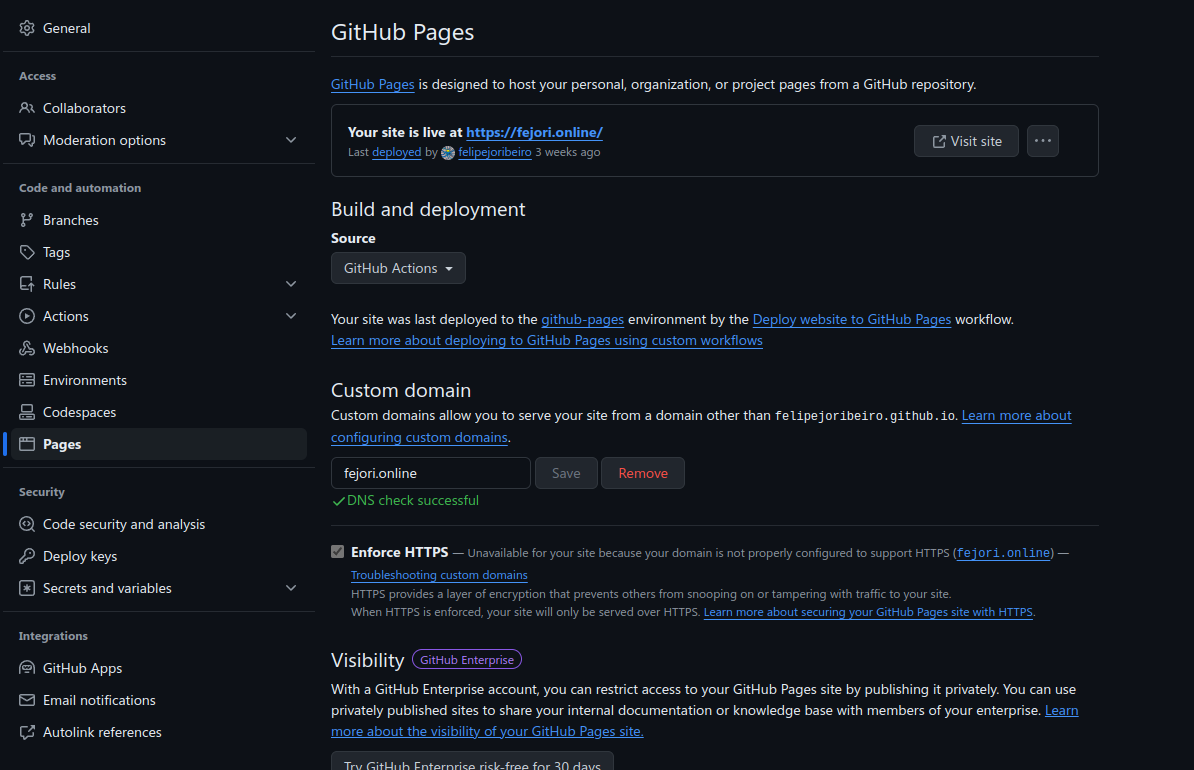 General
Access
Collaborators
Moderation options
Code and automation
Branches
Tags
Rules
Actions
Webhooks
Environments
Codespaces
Pages
Security
Code security and analysis
Deploy keys
Secrets and variables
Integrations
GitHub Apps
Email notifications
Autolink references
GitHub Pages
GitHub Pages is designed to host your personal, organization, or project pages from a GitHub repository.
Your site is live at https://fejori.online/
Last deployed by felipejoribeiro 3 weeks ago
Visit site
Build and deployment
Source
GitHub Actions
Your site was last deployed to the github-pages environment by the Deploy website to GitHub Pages workflow.
Learn more about deploying to GitHub Pages using custom workflows
Custom domain
Custom domains allow you to serve your site from a domain other than felipejoribeiro.github.io. Learn more about
configuring custom domains.
fejori.online
Save
Remove
DNS check successful
Enforce HTTPS — Unavailable for your site because your domain is not properly configured to support HTTPS (fejori.online) —
Troubleshooting custom domains
HTTPS provides a layer of encryption that prevents others from snooping on or tampering with traffic to your site.
When HTTPS is enforced, your site will only be served over HTTPS. Learn more about securing your GitHub Pages site with HTTPS.
Visibility GitHub Enterprise
With a GitHub Enterprise account, you can restrict access to your GitHub Pages site by publishing it privately. You can use
privately published sites to share your internal documentation or knowledge base with members of your enterprise. Learn
more about the visibility of your GitHub Pages site.
Try GitHub Enterprise risk-free for 30 days